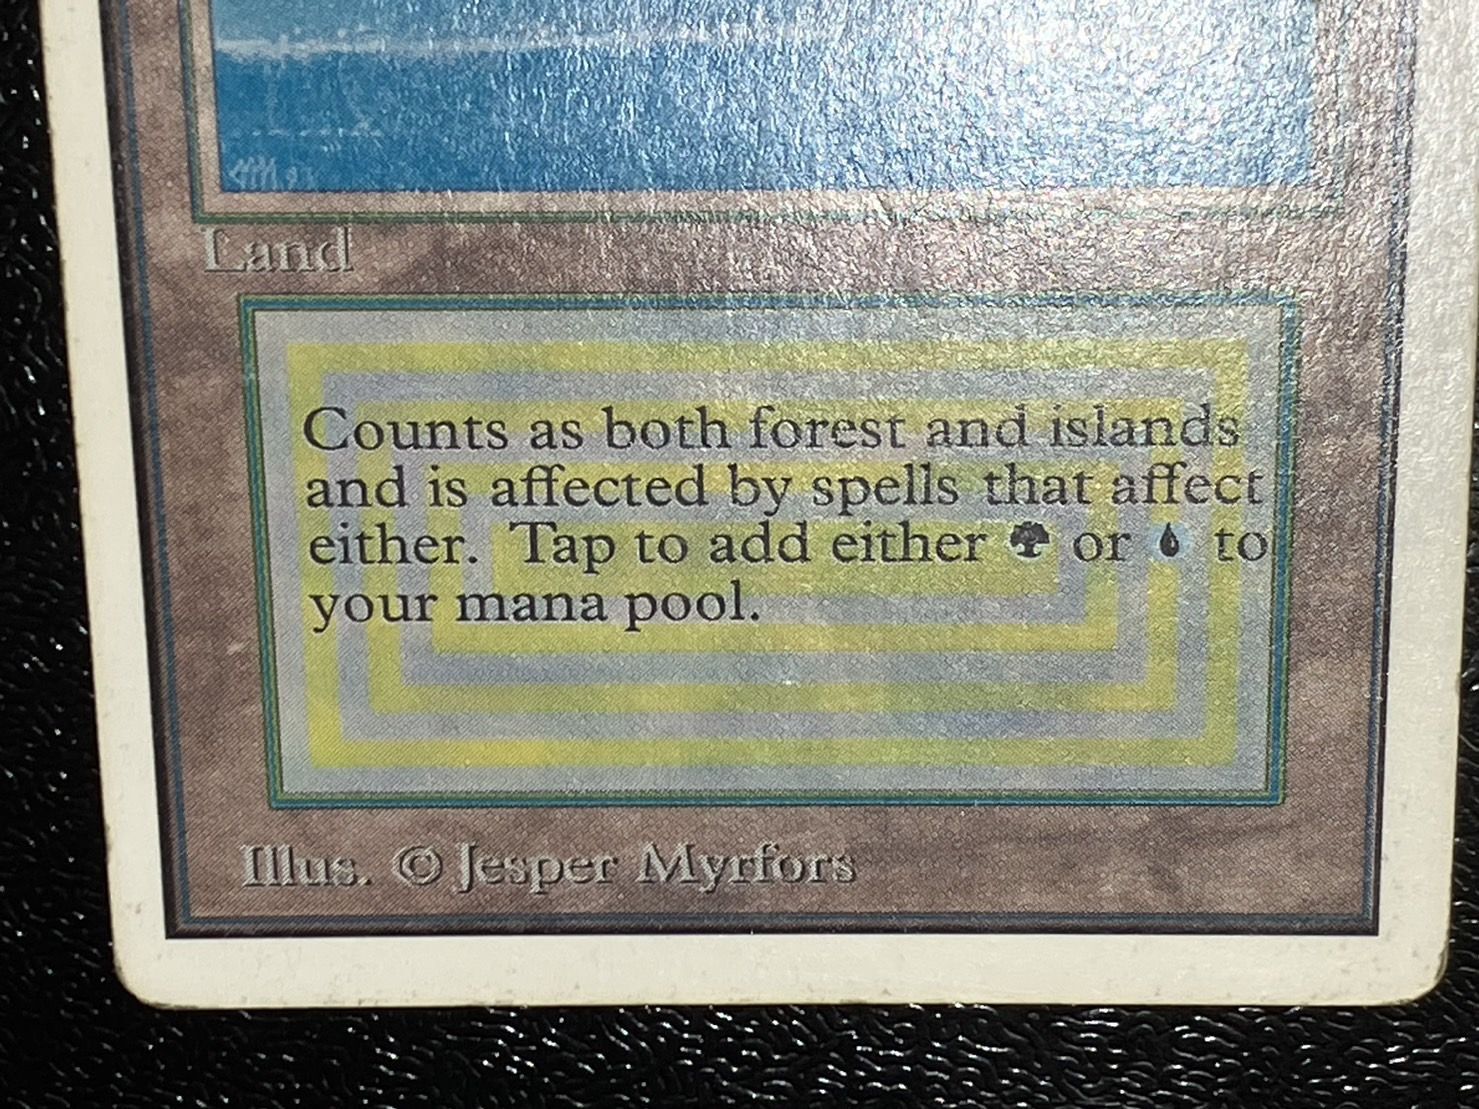 Land
Counts as both forest and islands
and is affected by spells that affect
either. Tap to add either or to
your mana pool.
Illus. © Jesper Myrfors